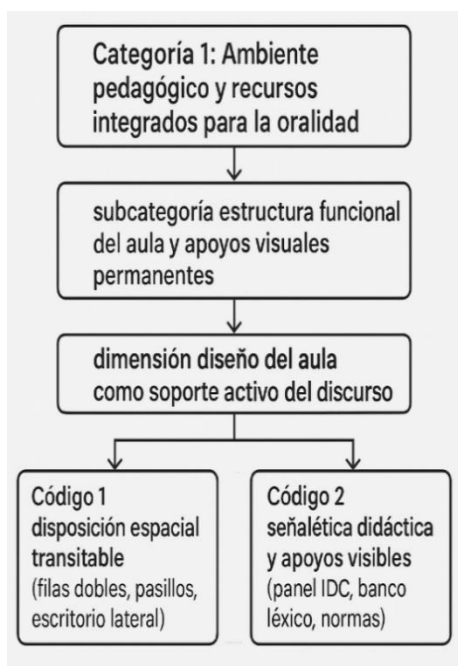 Categoría 1: Ambiente
pedagógico y recursos
integrados para la oralidad
subcategoría estructura funcional
del aula y apoyos visuales
permanentes
dimensión diseño del aula
como soporte activo del discurso
Código 1
disposición espacial
transitable
(filas dobles, pasillos,
escritorio lateral)
Código 2
señalética didáctica
y apoyos visibles
(panel IDC, banco
léxico, normas)